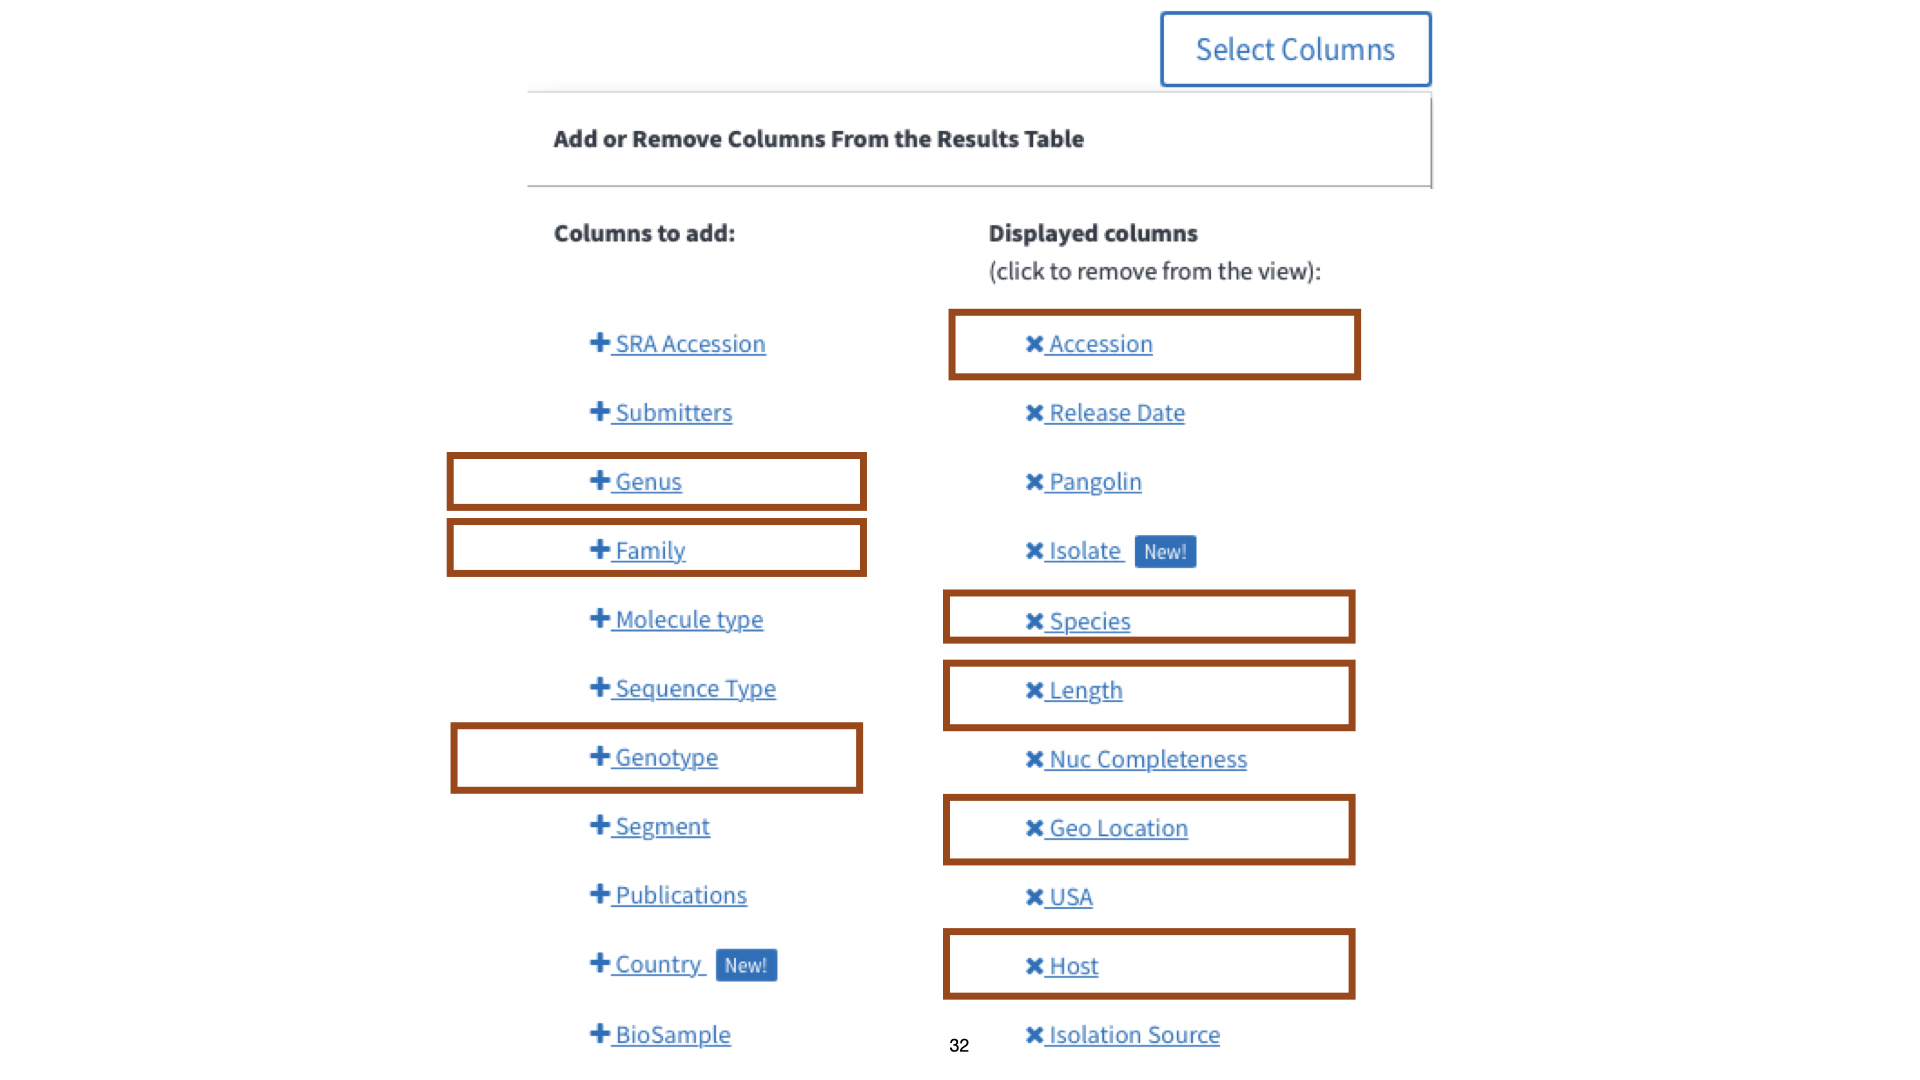 Select Columns
Add or Remove Columns From the Results Table
Columns to add:
SRA Accession
Submitters
Genus
Family
Molecule type
Sequence Type
Genotype
Segment
Publications
Country New!
BioSample
Displayed columns
(click to remove from the view):
Accession
Release Date
Pangolin
Isolate New!
Species
Length
Nuc Completeness
Geo Location
USA
Host
Isolation Source
32